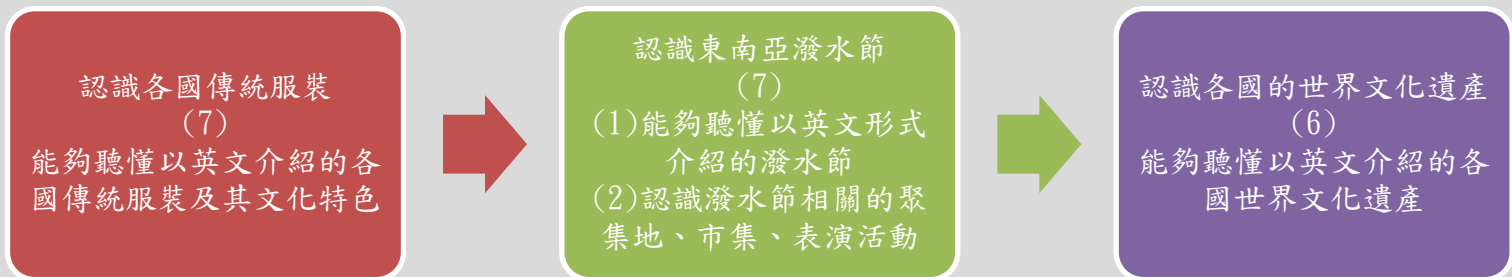 認識各國傳統服裝
(7)
能夠聽懂以英文介紹的各
國傳統服裝及其文化特色
認識東南亞潑水節
(7)
(1)能夠聽懂以英文形式
介紹的潑水節
(2)認識潑水節相關的聚
集地、市集、表演活動
認識各國的世界文化遺產
(6)
能夠聽懂以英文介紹的各
國世界文化遺產